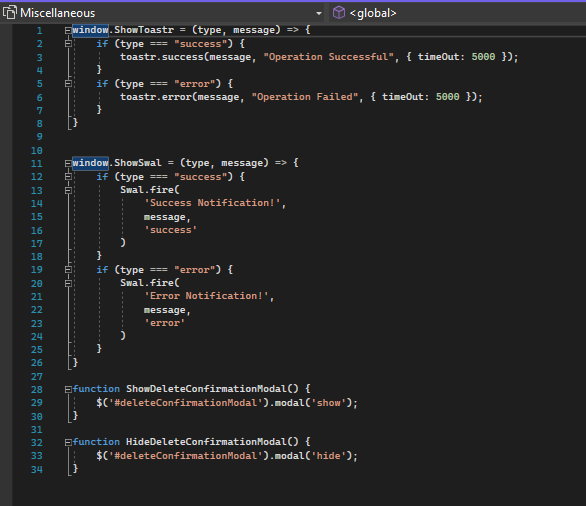 Miscellaneous <global>
1 window.ShowToastr = (type, message) => {
2 if (type === "success") {
3 toastr.success(message, "Operation Successful", { timeOut: 5000 });
4 }
5 if (type === "error") {
6 toastr.error(message, "Operation Failed", { timeOut: 5000 });
7 }
8 }
9
10
11 window.ShowSwal = (type, message) => {
12 if (type === "success") {
13 Swal.fire(
14 'Success Notification!',
15 message,
16 'success'
17 )
18 }
19 if (type === "error") {
20 Swal.fire(
21 'Error Notification!',
22 message,
23 'error'
24 )
25 }
26 }
27
28 function ShowDeleteConfirmationModal() {
29 $('#deleteConfirmationModal').modal('show');
30 }
31
32 function HideDeleteConfirmationModal() {
33 $('#deleteConfirmationModal').modal('hide');
34 }